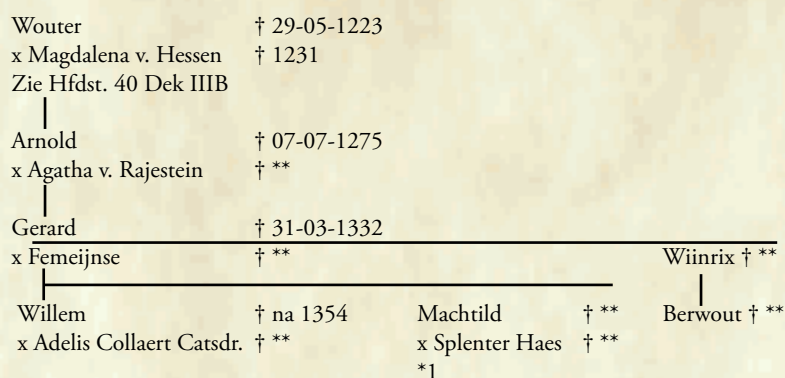 Wouter † 29-05-1223
x Magdalena v. Hessen † 1231
Zie Hfdst. 40 Dek IIIB
Arnold † 07-07-1275
x Agatha v. Rajestein † **
Gerard † 31-03-1332
x Femeijnse † ** Wiinrix † **
Willem † na 1354 Machtild † ** Berwout † **
x Adelis Collaert Catsdr. † ** x Splenter Haes † **
*1